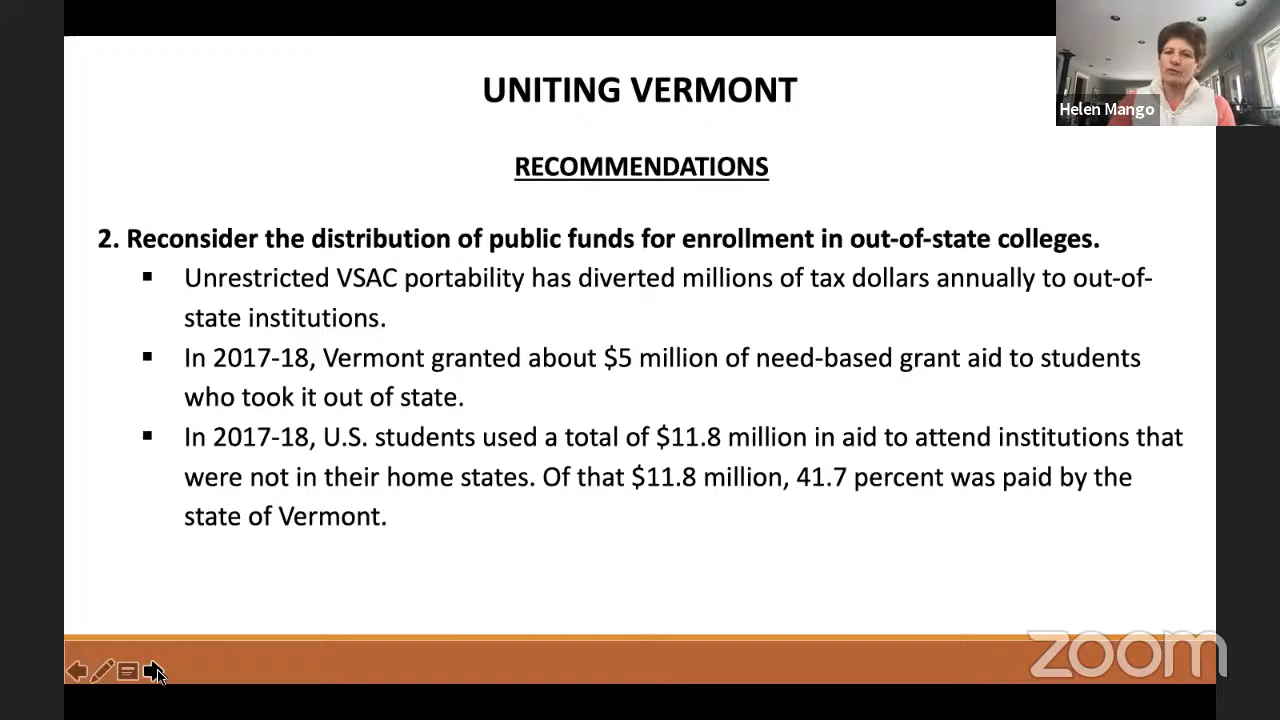 UNITING VERMONT
Helen Mango
RECOMMENDATIONS
2. Reconsider the distribution of public funds for enrollment in out-of-state colleges.
▪ Unrestricted VSAC portability has diverted millions of tax dollars annually to out-of-
state institutions.
▪ In 2017-18, Vermont granted about $5 million of need-based grant aid to students
who took it out of state.
▪ In 2017-18, U.S. students used a total of $11.8 million in aid to attend institutions that
were not in their home states. Of that $11.8 million, 41.7 percent was paid by the
state of Vermont.
zoom